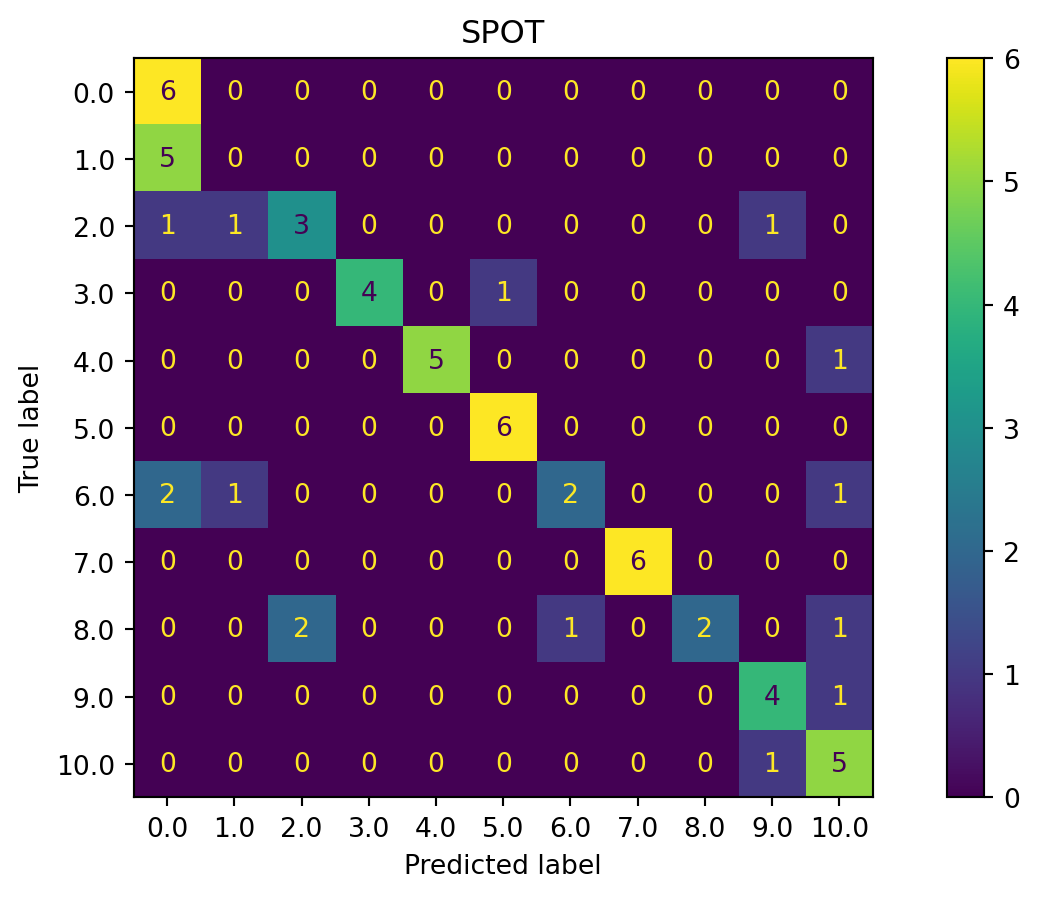 SPOT
6
0.0 6 0 0 0 0 0 0 0 0 0 0
1.0 5 0 0 0 0 0 0 0 0 0 0
5
2.0 1 1 3 0 0 0 0 0 0 1 0
3.0 0 0 0 4 0 1 0 0 0 0 0
4
4.0 0 0 0 0 5 0 0 0 0 0 1
True label
5.0 0 0 0 0 0 6 0 0 0 0 0
3
6.0 2 1 0 0 0 0 2 0 0 0 1
2
7.0 0 0 0 0 0 0 0 6 0 0 0
8.0 0 0 2 0 0 0 1 0 2 0 1
1
9.0 0 0 0 0 0 0 0 0 0 4 1
10.0 0 0 0 0 0 0 0 0 0 1 5
0
0.0 1.0 2.0 3.0 4.0 5.0 6.0 7.0 8.0 9.0 10.0
Predicted label